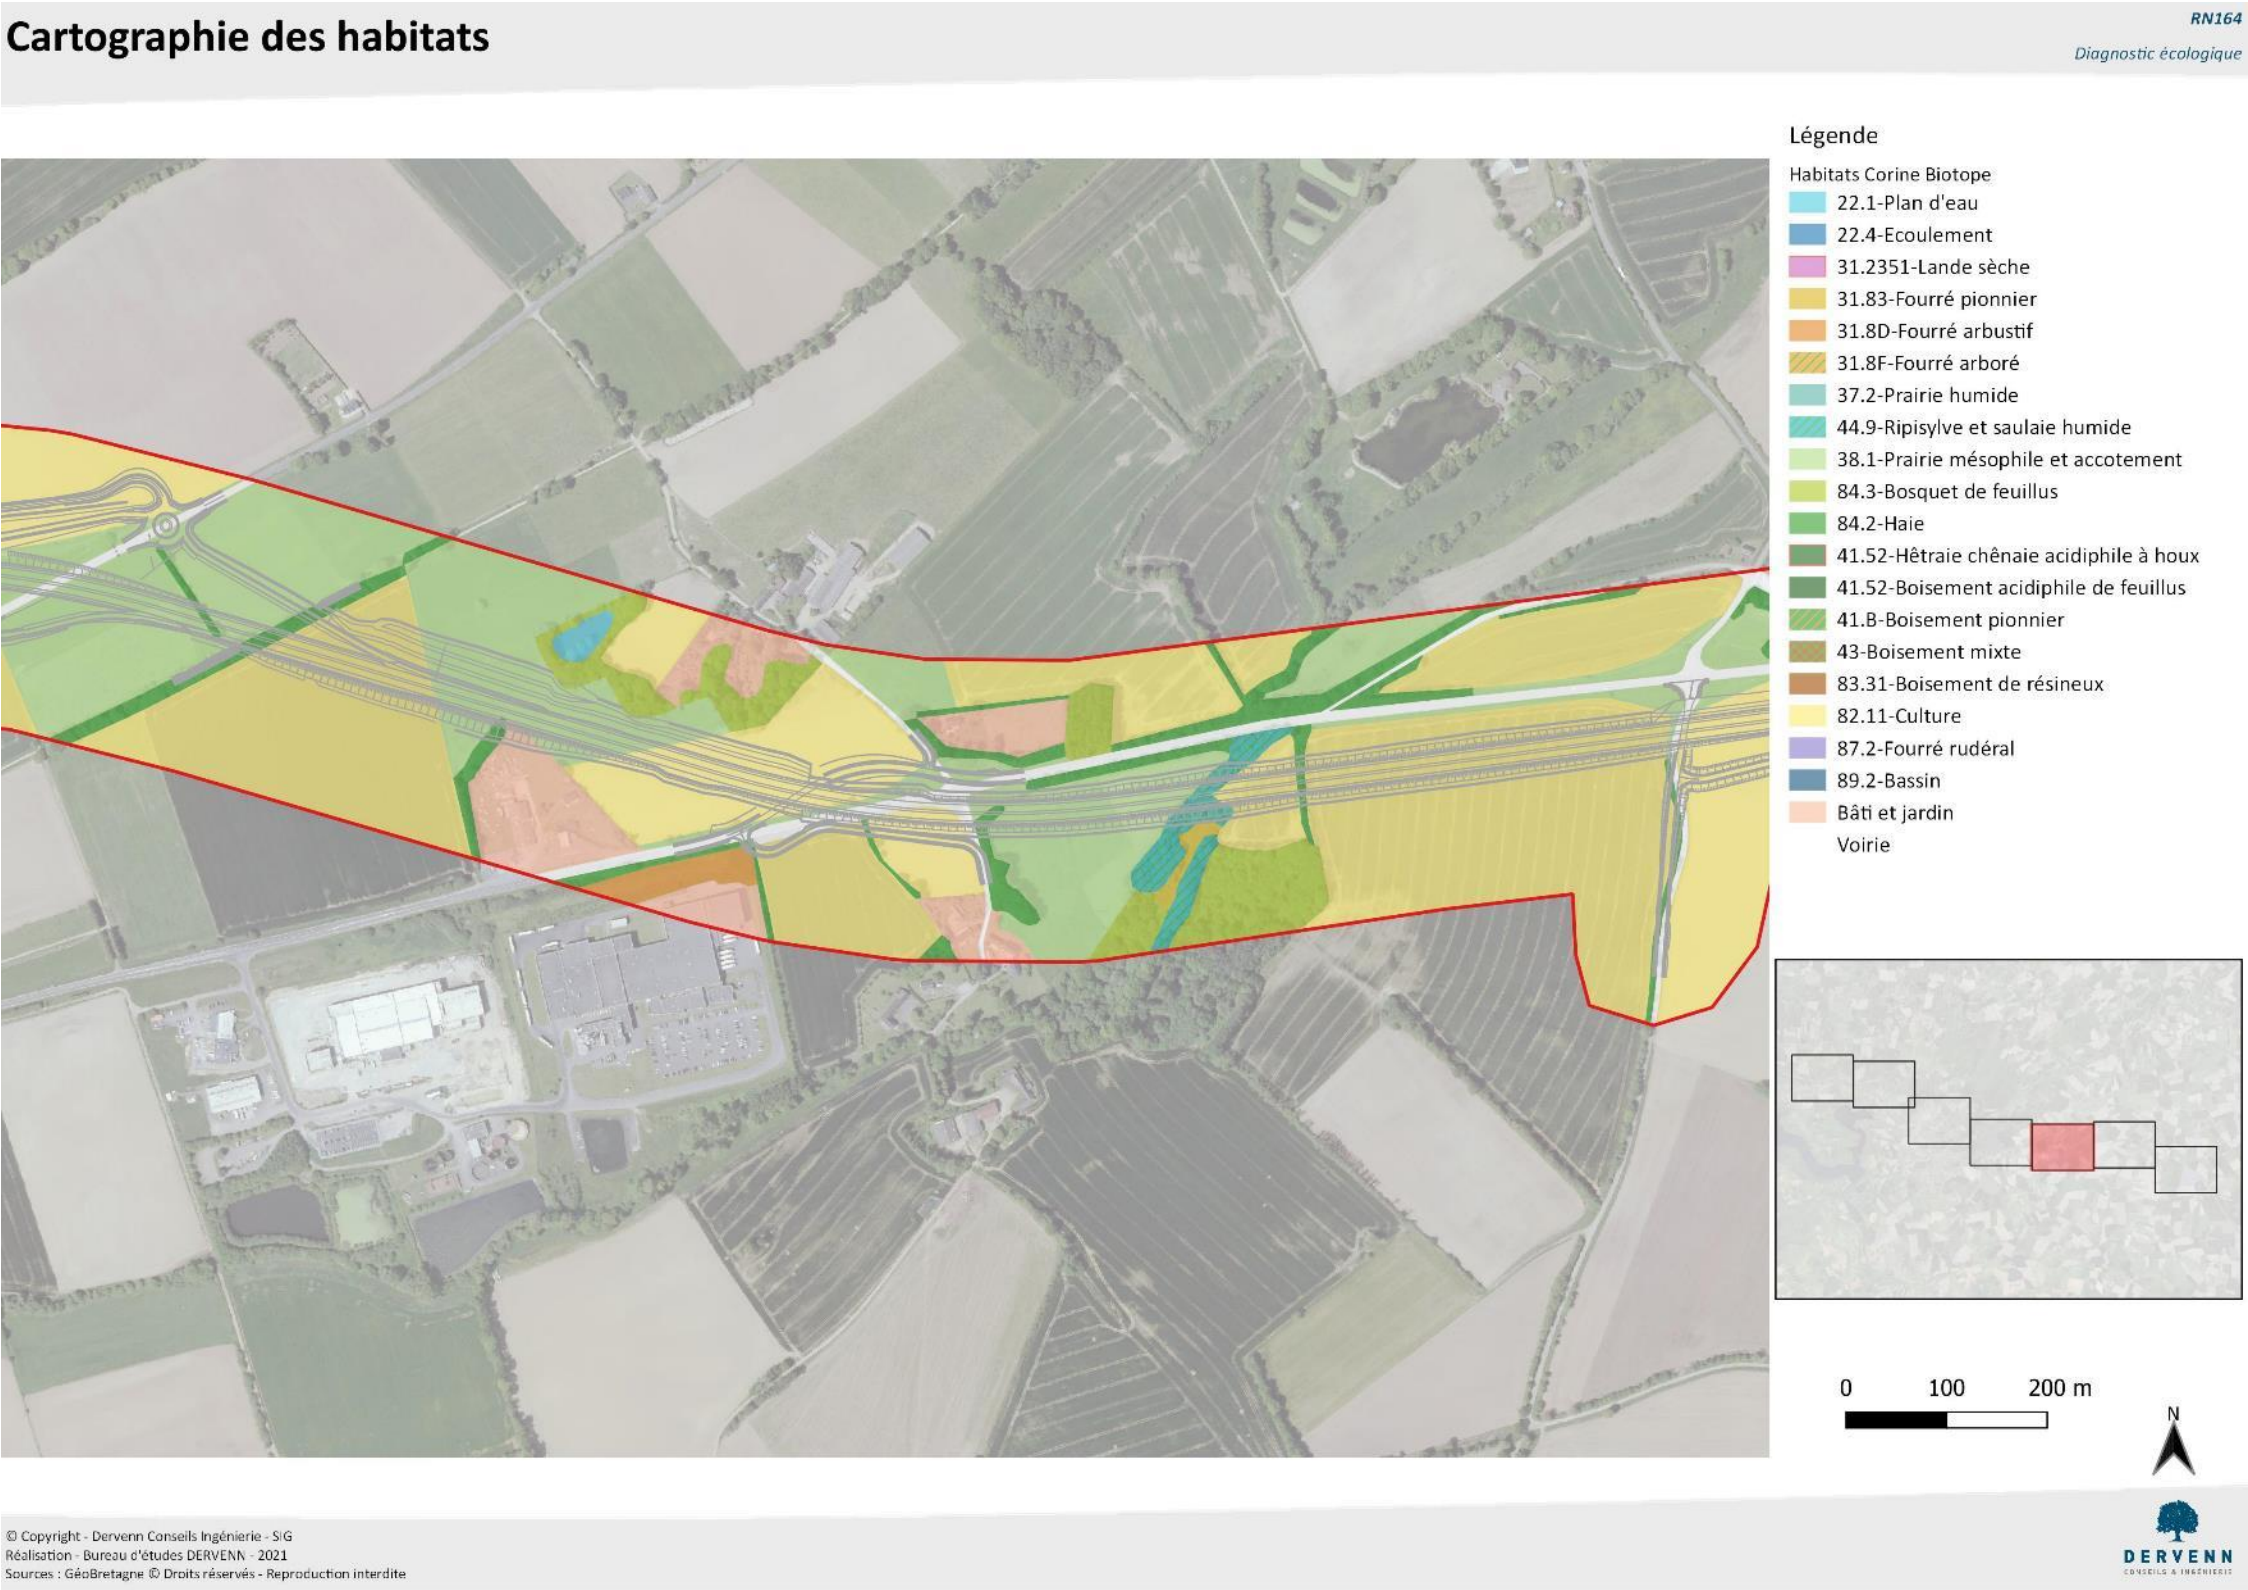 Cartographie des habitats
RN164
Diagnostic écologique
Légende
Habitats Corine Biotope
22.1-Plan d'eau
22.4-Ecoulement
31.2351-Lande sèche
31.83-Fourré pionnier
31.8D-Fourré arbustif
31.8F-Fourré arboré
37.2-Prairie humide
44.9-Ripisylve et saulaie humide
38.1-Prairie mésophile et accotement
84.3-Bosquet de feuillus
84.2-Haie
41.52-Hêtraie chênaie acidiphile à houx
41.52-Boisement acidiphile de feuillus
41.B-Boisement pionnier
43-Boisement mixte
83.31-Boisement de résineux
82.11-Culture
87.2-Fourré rudéral
89.2-Bassin
Bâti et jardin
Voirie
0 100 200 m
N
© Copyright - Dervenn Conseils Ingénierie - SIG
Réalisation - Bureau d'études DERVENN - 2021
Sources : GéoBretagne © Droits réservés - Reproduction interdite
DERVENN
CONSEILS & INGÉNIERIE